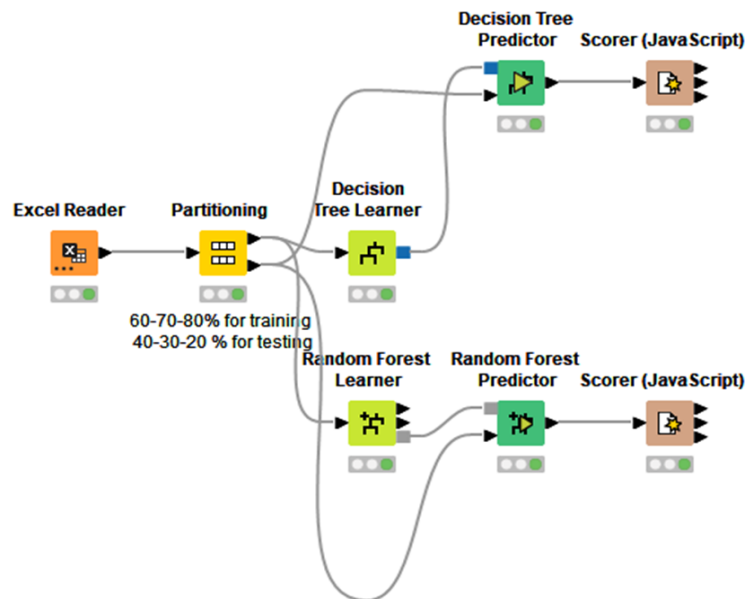 Decision Tree
Predictor
Scorer (JavaScript)
Decision
Tree Learner
Excel Reader
Partitioning
60-70-80% for training
40-30-20 % for testing
Random Forest
Learner
Random Forest
Predictor
Scorer (JavaScript)